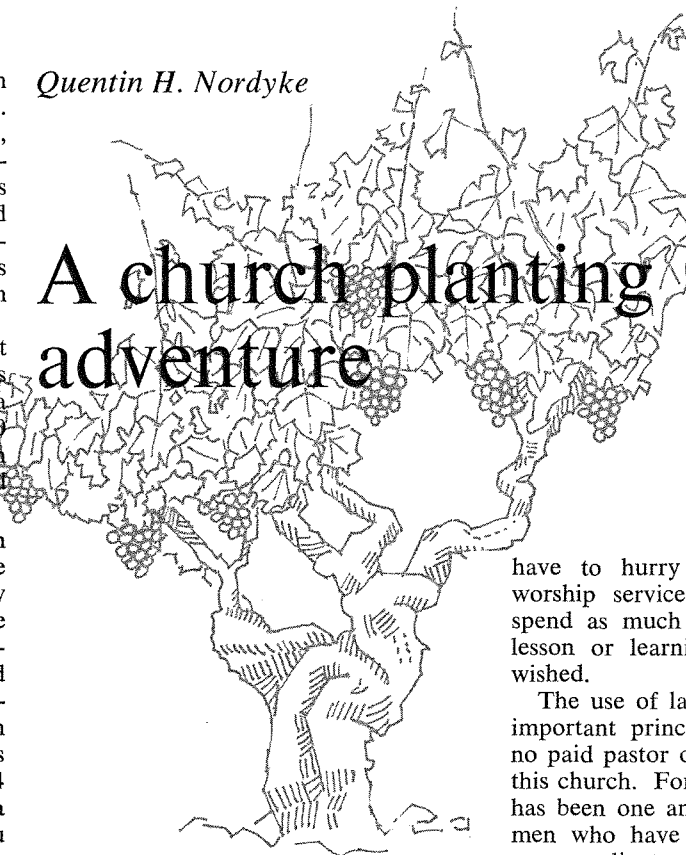 Quentin H. Nordyke
A church planting
adventure
have to hurry
worship service
spend as much
lesson or learni
wished.
The use of la
important princ
no paid pastor o
this church. For
has been one an
men who have